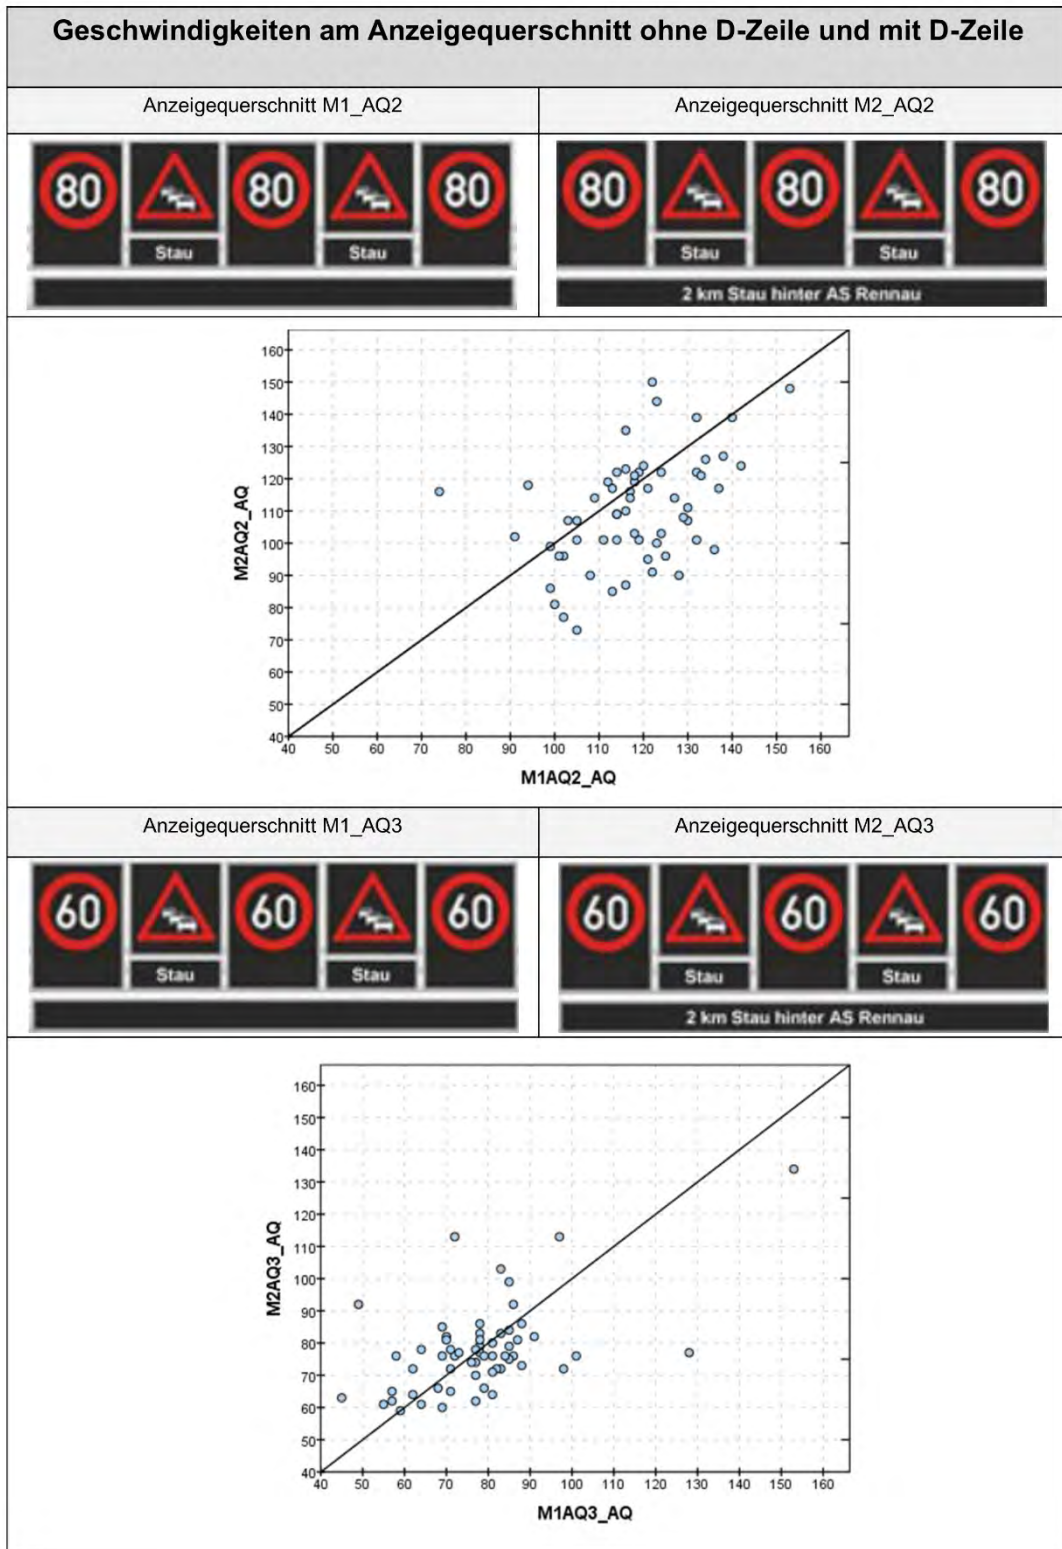 Geschwindigkeiten am Anzeigequerschnitt ohne D-Zeile und mit D-Zeile
Anzeigequerschnitt M1_AQ2
Anzeigequerschnitt M2_AQ2
80 80 80
Stau Stau
80 80 80
Stau Stau
2 km Stau hinter AS Rennau
160
150
140
130
120
110
100
90
80
70
60
50
40
M2AQ2_AQ
40 50 60 70 80 90 100 110 120 130 140 150 160
M1AQ2_AQ
Anzeigequerschnitt M1_AQ3
Anzeigequerschnitt M2_AQ3
60 60 60
Stau Stau
60 60 60
Stau Stau
2 km Stau hinter AS Rennau
160
150
140
130
120
110
100
90
80
70
60
50
40
M2AQ3_AQ
40 50 60 70 80 90 100 110 120 130 140 150 160
M1AQ3_AQ